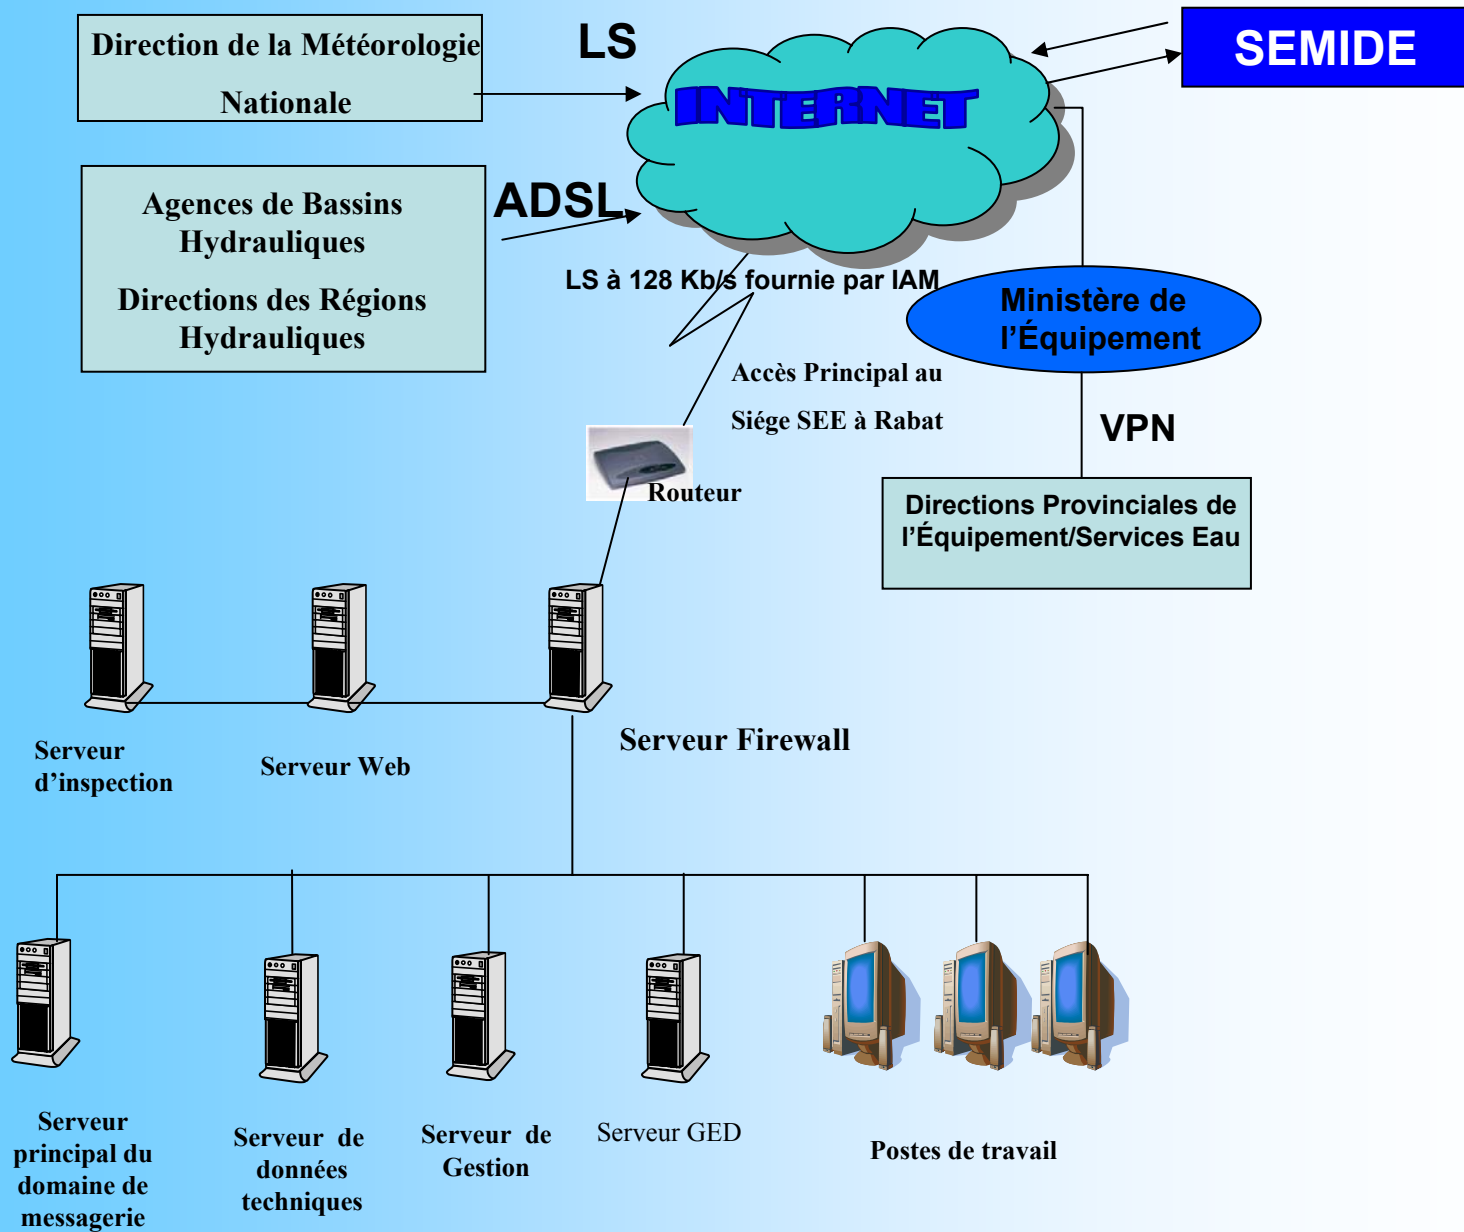 Direction de la Météorologie
Nationale
LS
INTERNET
SEMIDE
Agences de Bassins
Hydrauliques
Directions des Régions
Hydrauliques
ADSL
LS à 128 Kb/s fournie par IAM
Ministère de
l’Équipement
Accès Principal au
Siége SEE à Rabat
VPN
Routeur
Directions Provinciales de
l’Équipement/Services Eau
Serveur
d’inspection
Serveur Web
Serveur Firewall
Serveur
principal du
domaine de
messagerie
Serveur de
données
techniques
Serveur de
Gestion
Serveur GED
Postes de travail